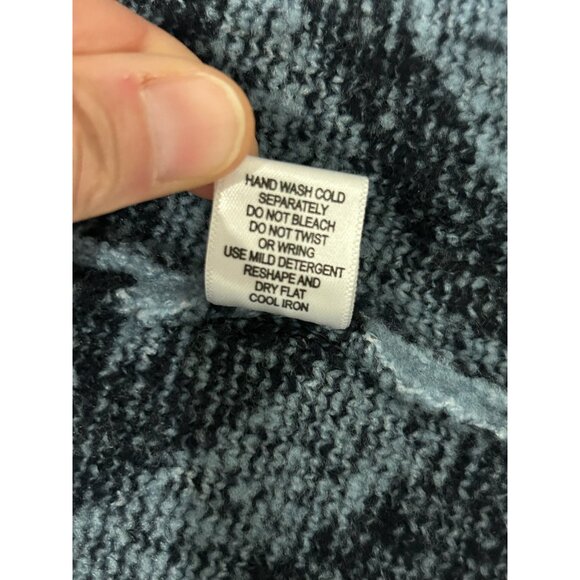 HAND WASH COLD
SEPARATELY
DO NOT BLEACH
DO NOT TWIST
OR WRING
USE MILD DETERGENT
RESHAPE AND
DRY FLAT
COOL IRON